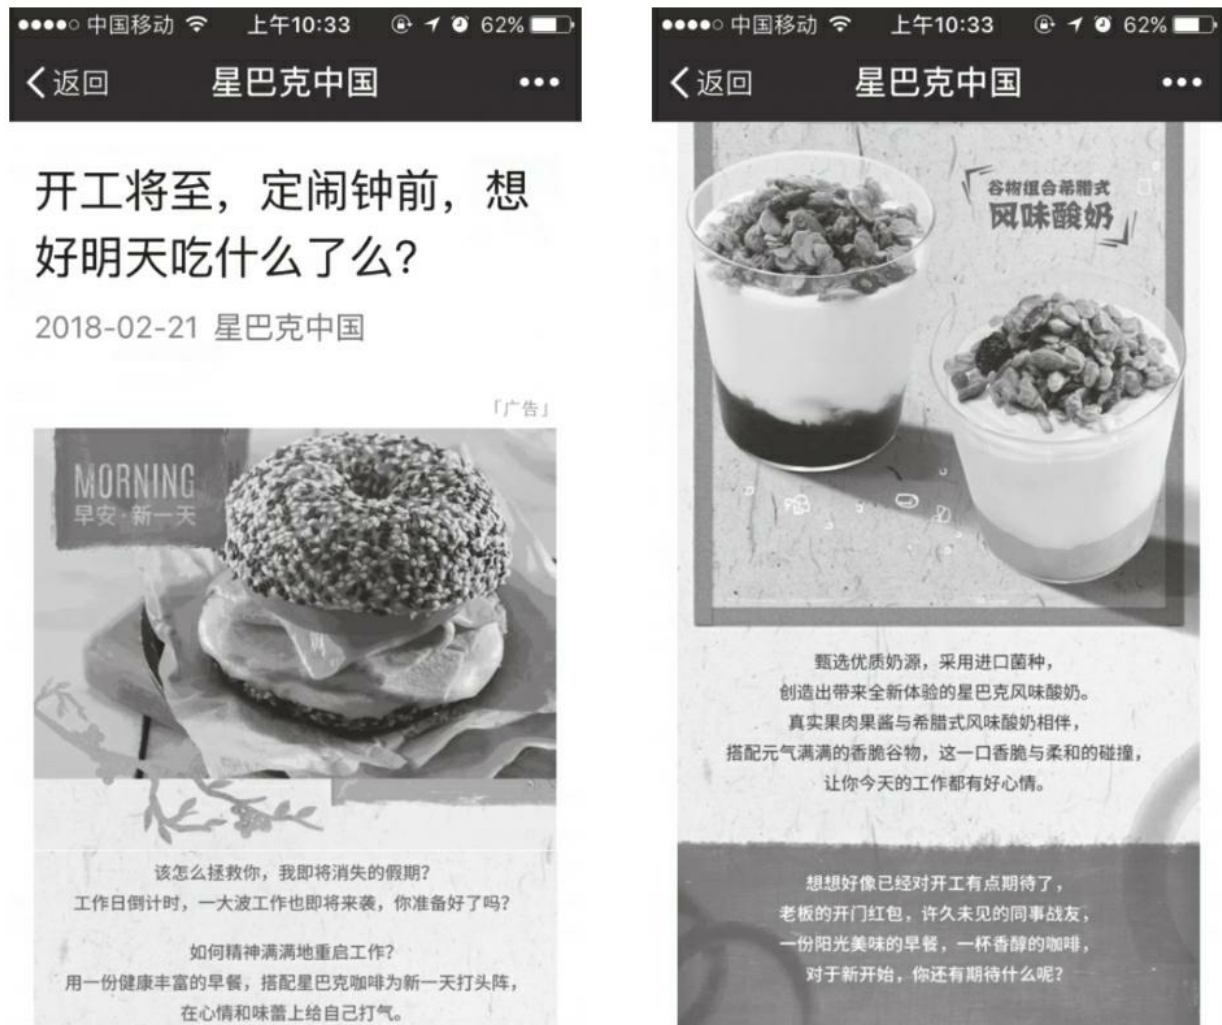 中国移动 上午10:33 62%
返回 星巴克中国
开工将至，定闹钟前，想
好明天吃什么了么？
2018-02-21 星巴克中国
「广告」
MORNING
早安·新一天
该怎么拯救你，我即将消失的假期？
工作日倒计时，一大波工作也即将来袭，你准备好了吗？
如何精神满满地重启工作？
用一份健康丰富的早餐，搭配星巴克咖啡为新一天打头阵，
在心情和味蕾上给自己打气。
中国移动 上午10:33 62%
返回 星巴克中国
谷物组合希腊式
风味酸奶
甄选优质奶源，采用进口菌种，
创造出带来全新体验的星巴克风味酸奶。
真实果肉果酱与希腊式风味酸奶相伴，
搭配元气满满的香脆谷物，这一口香脆与柔和的碰撞，
让你今天的工作都有好心情。
想想好像已经对开工有点期待了，
老板的开门红包，许久未见的同事战友，
一份阳光美味的早餐，一杯香醇的咖啡，
对于新开始，你还有期待什么呢？